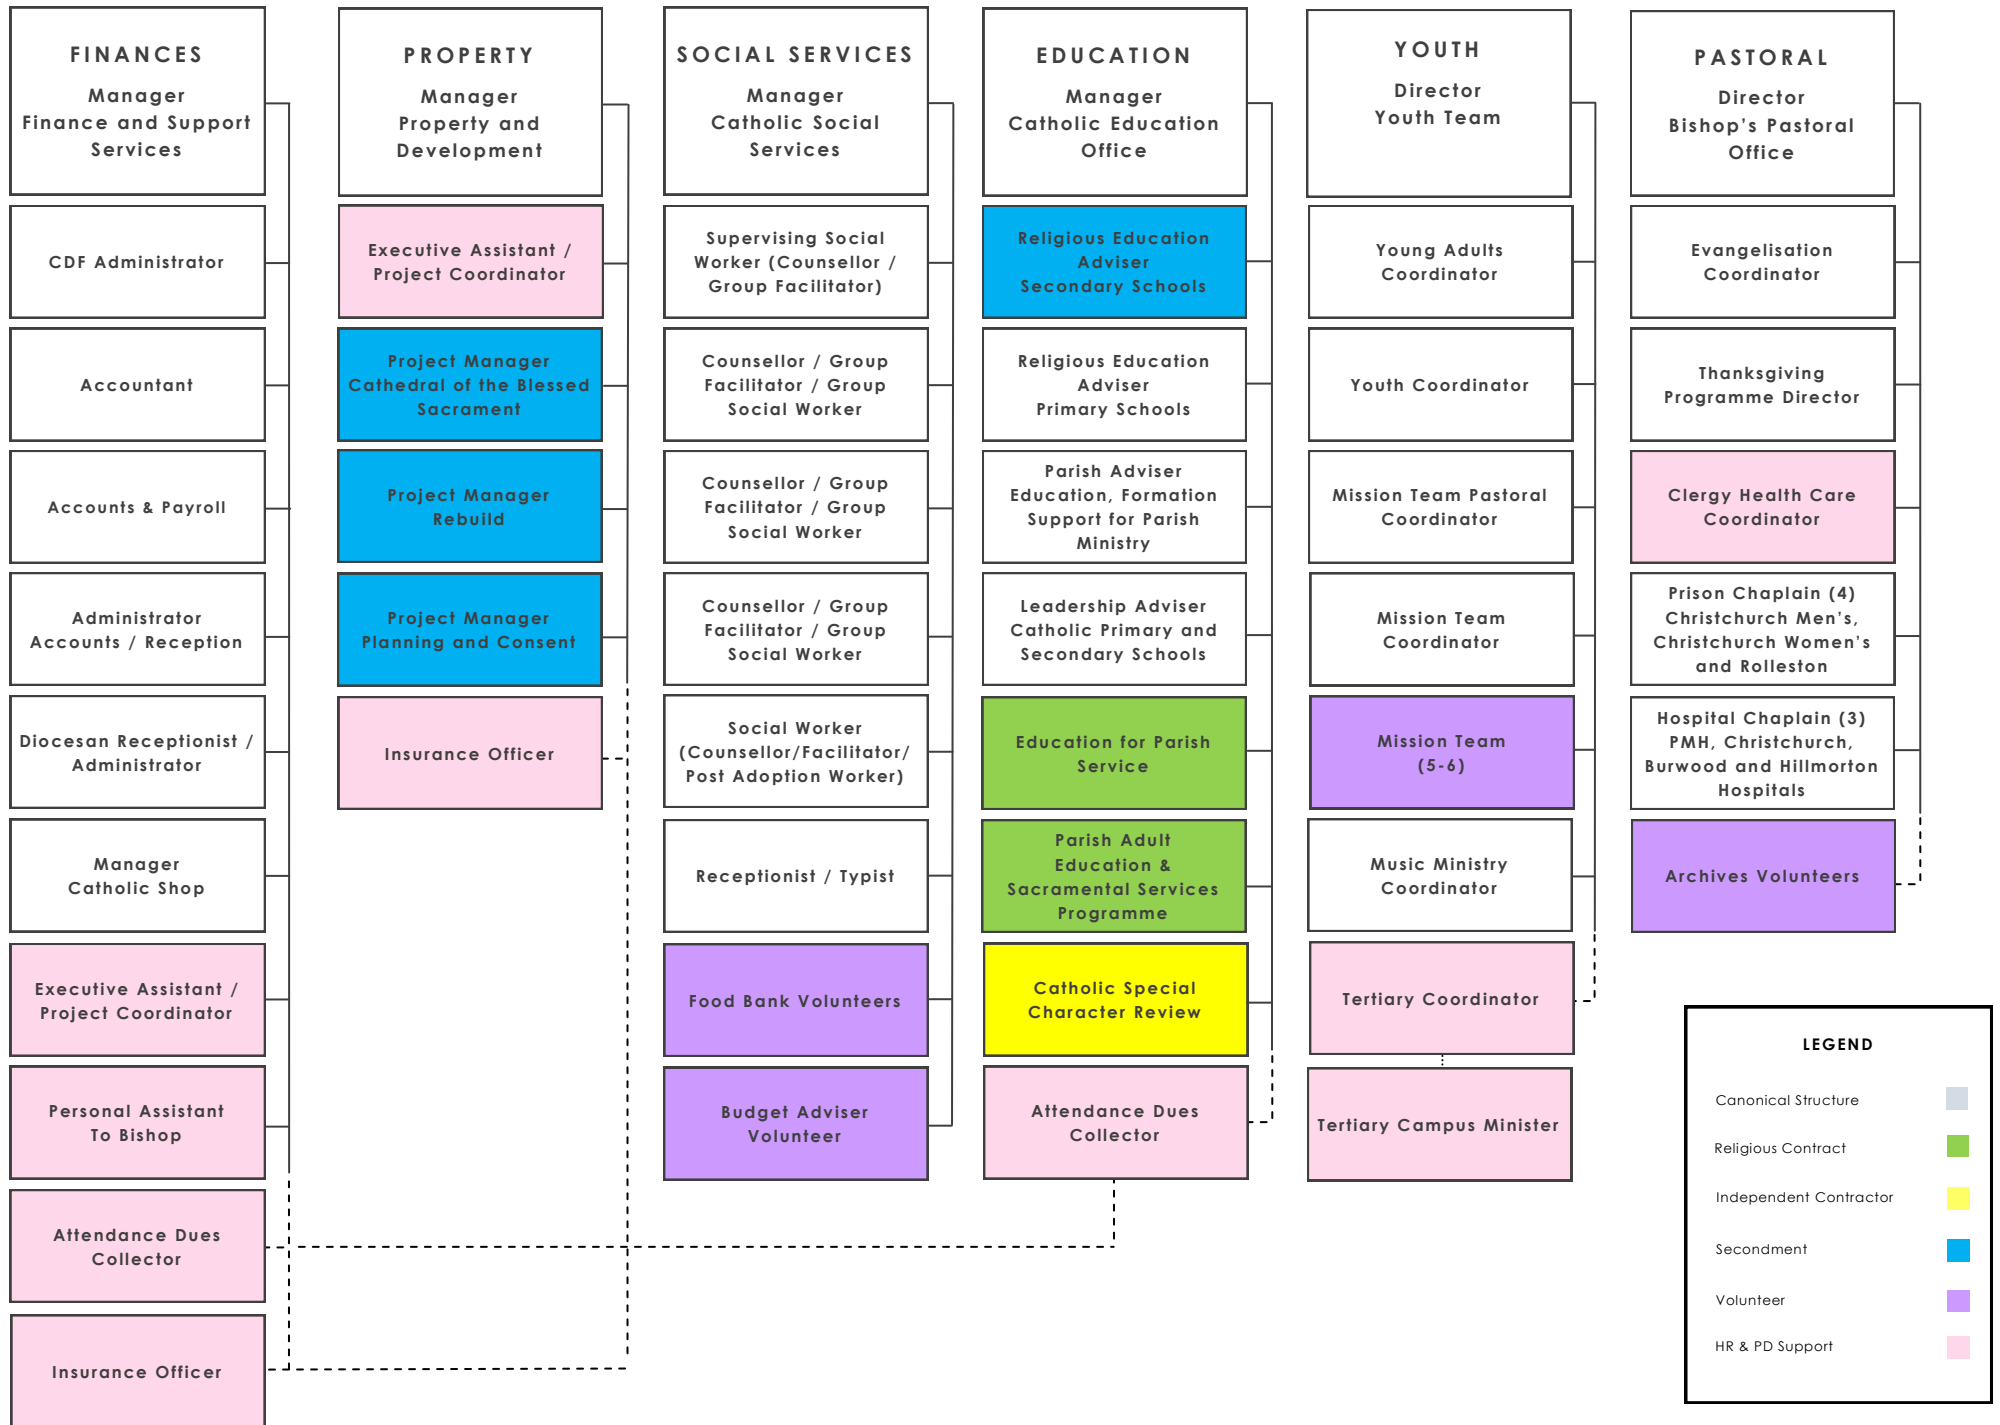 FINANCES
Manager
Finance and Support
Services
CDF Administrator
Accountant
Accounts & Payroll
Administrator
Accounts / Reception
Diocesan Receptionist /
Administrator
Manager
Catholic Shop
Executive Assistant /
Project Coordinator
Personal Assistant
To Bishop
Attendance Dues
Collector
Insurance Officer
PROPERTY
Manager
Property and
Development
Executive Assistant /
Project Coordinator
Project Manager
Cathedral of the Blessed
Sacrament
Project Manager
Rebuild
Project Manager
Planning and Consent
Insurance Officer
SOCIAL SERVICES
Manager
Catholic Social
Services
Supervising Social
Worker (Counsellor /
Group Facilitator)
Counsellor / Group
Facilitator / Group
Social Worker
Counsellor / Group
Facilitator / Group
Social Worker
Counsellor / Group
Facilitator / Group
Social Worker
Social Worker
(Counsellor/Facilitator/
Post Adoption Worker)
Receptionist / Typist
Food Bank Volunteers
Budget Adviser
Volunteer
EDUCATION
Manager
Catholic Education
Office
Religious Education
Adviser
Secondary Schools
Religious Education
Adviser
Primary Schools
Parish Adviser
Education, Formation
Support for Parish
Ministry
Leadership Adviser
Catholic Primary and
Secondary Schools
Education for Parish
Service
Parish Adult
Education &
Sacramental Services
Programme
Catholic Special
Character Review
Attendance Dues
Collector
YOUTH
Director
Youth Team
Young Adults
Coordinator
Youth Coordinator
Mission Team Pastoral
Coordinator
Mission Team
Coordinator
Mission Team
(5-6)
Music Ministry
Coordinator
Tertiary Coordinator
Tertiary Campus Minister
PASTORAL
Director
Bishop's Pastoral
Office
Evangelisation
Coordinator
Thanksgiving
Programme Director
Clergy Health Care
Coordinator
Prison Chaplain (4)
Christchurch Men's,
Christchurch Women's
and Rolleston
Hospital Chaplain (3)
PMH, Christchurch,
Burwood and Hillmorton
Hospitals
Archives Volunteers
LEGEND
Canonical Structure
Religious Contract
Independent Contractor
Secondment
Volunteer
HR & PD Support